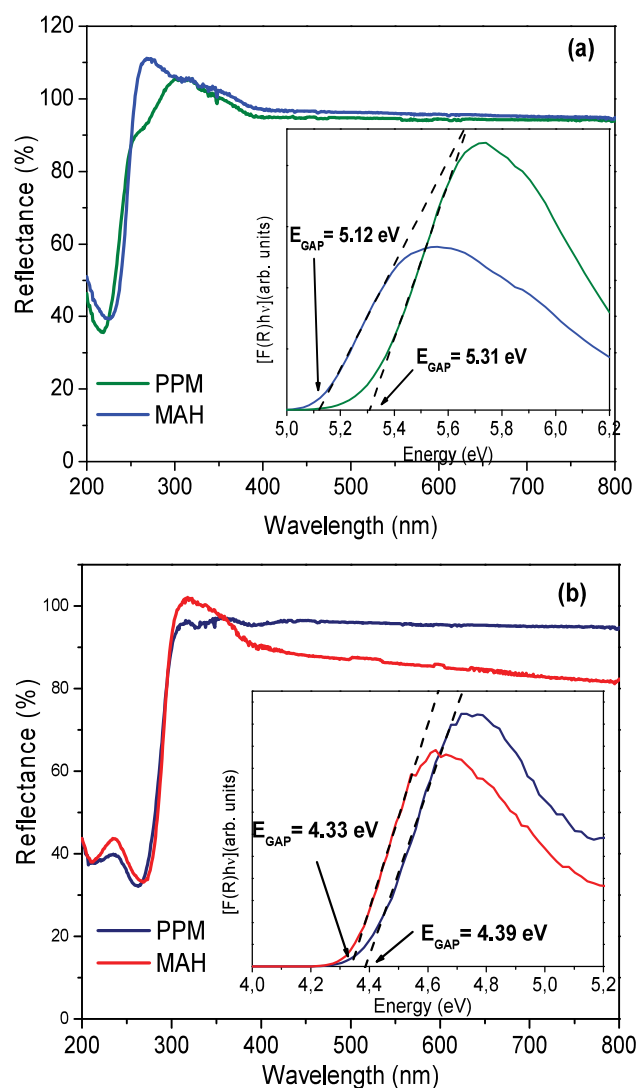 (a)
120
100
80
60
40
20
0
Reflectance (%)
PPM
MAH
200 300 400 500 600 700 800
Wavelength (nm)
[F(R)hν](arb. units)
E_GAP = 5.12 eV
E_GAP = 5.31 eV
5,0 5,2 5,4 5,6 5,8 6,0 6,2
Energy (eV)
(b)
100
80
60
40
20
0
Reflectance (%)
PPM
MAH
200 300 400 500 600 700 800
Wavelength (nm)
[F(R)hν](arb. units)
E_GAP = 4.33 eV
E_GAP = 4.39 eV
4,0 4,2 4,4 4,6 4,8 5,0 5,2
Energy (eV)